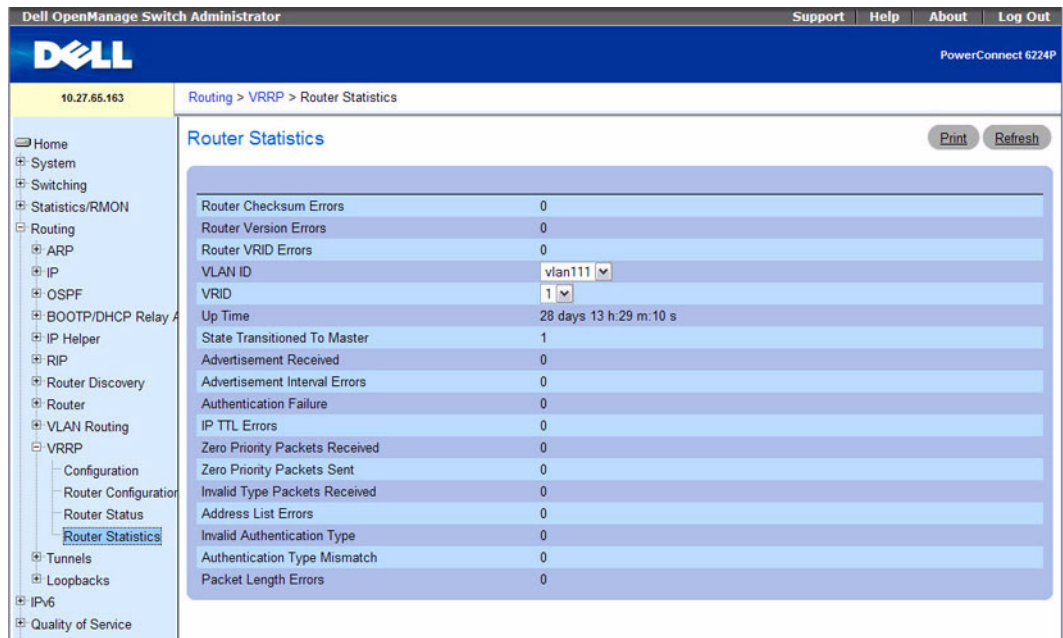 Dell OpenManage Switch Administrator
Support
Help
About
Log Out
DELL
PowerConnect 6224P
10.27.65.163
Routing > VRRP > Router Statistics
Home
System
Switching
Statistics/RMON
Routing
ARP
IP
OSPF
BOOTP/DHCP Relay A
IP Helper
RIP
Router Discovery
Router
VLAN Routing
VRRP
Configuration
Router Configuration
Router Status
Router Statistics
Tunnels
Loopbacks
IPv6
Quality of Service
Router Statistics
Print
Refresh
Router Checksum Errors 0
Router Version Errors 0
Router VRID Errors 0
VLAN ID vlan111
VRID 1
Up Time 28 days 13 h:29 m:10 s
State Transitioned To Master 1
Advertisement Received 0
Advertisement Interval Errors 0
Authentication Failure 0
IP TTL Errors 0
Zero Priority Packets Received 0
Zero Priority Packets Sent 0
Invalid Type Packets Received 0
Address List Errors 0
Invalid Authentication Type 0
Authentication Type Mismatch 0
Packet Length Errors 0